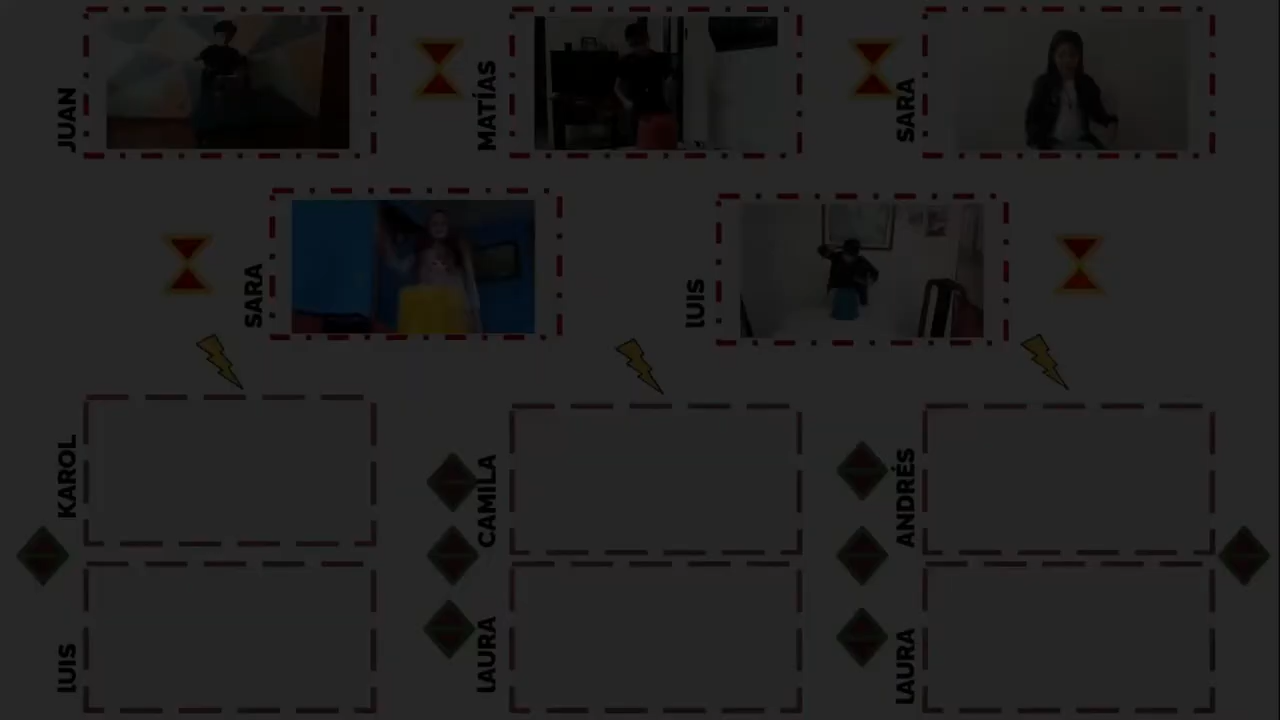 JUAN
MATÍAS
SARA
SARA
LUIS
KAROL
CAMILA
ANDRÉS
LUIS
LAURA
LAURA